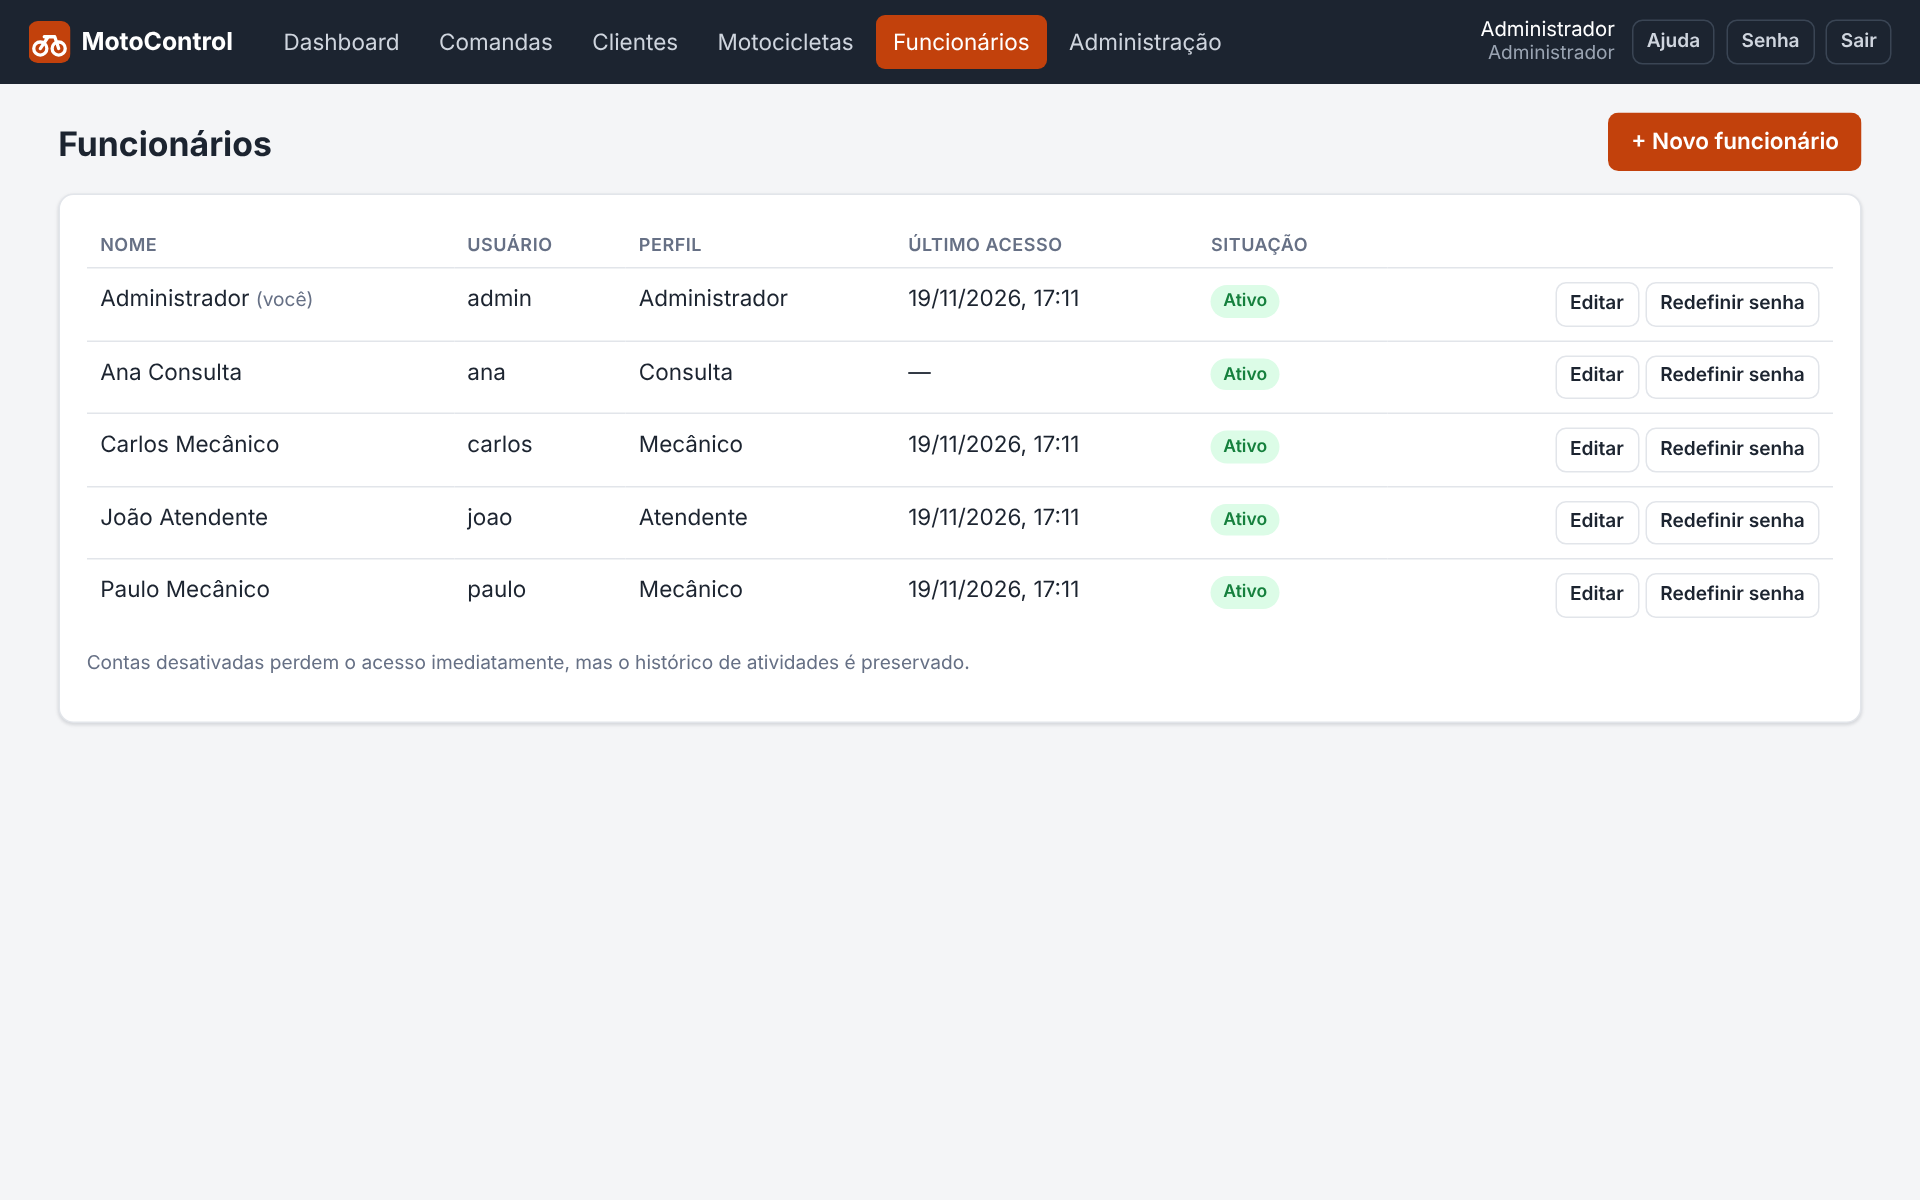 MotoControl Dashboard Comandas Clientes Motocicletas Funcionários Administração Administrador Ajuda Senha Sair
Administrador
Funcionários + Novo funcionário
NOME USUÁRIO PERFIL ÚLTIMO ACESSO SITUAÇÃO
Administrador (você) admin Administrador 19/11/2026, 17:11 Ativo Editar Redefinir senha
Ana Consulta ana Consulta — Ativo Editar Redefinir senha
Carlos Mecânico carlos Mecânico 19/11/2026, 17:11 Ativo Editar Redefinir senha
João Atendente joao Atendente 19/11/2026, 17:11 Ativo Editar Redefinir senha
Paulo Mecânico paulo Mecânico 19/11/2026, 17:11 Ativo Editar Redefinir senha
Contas desativadas perdem o acesso imediatamente, mas o histórico de atividades é preservado.